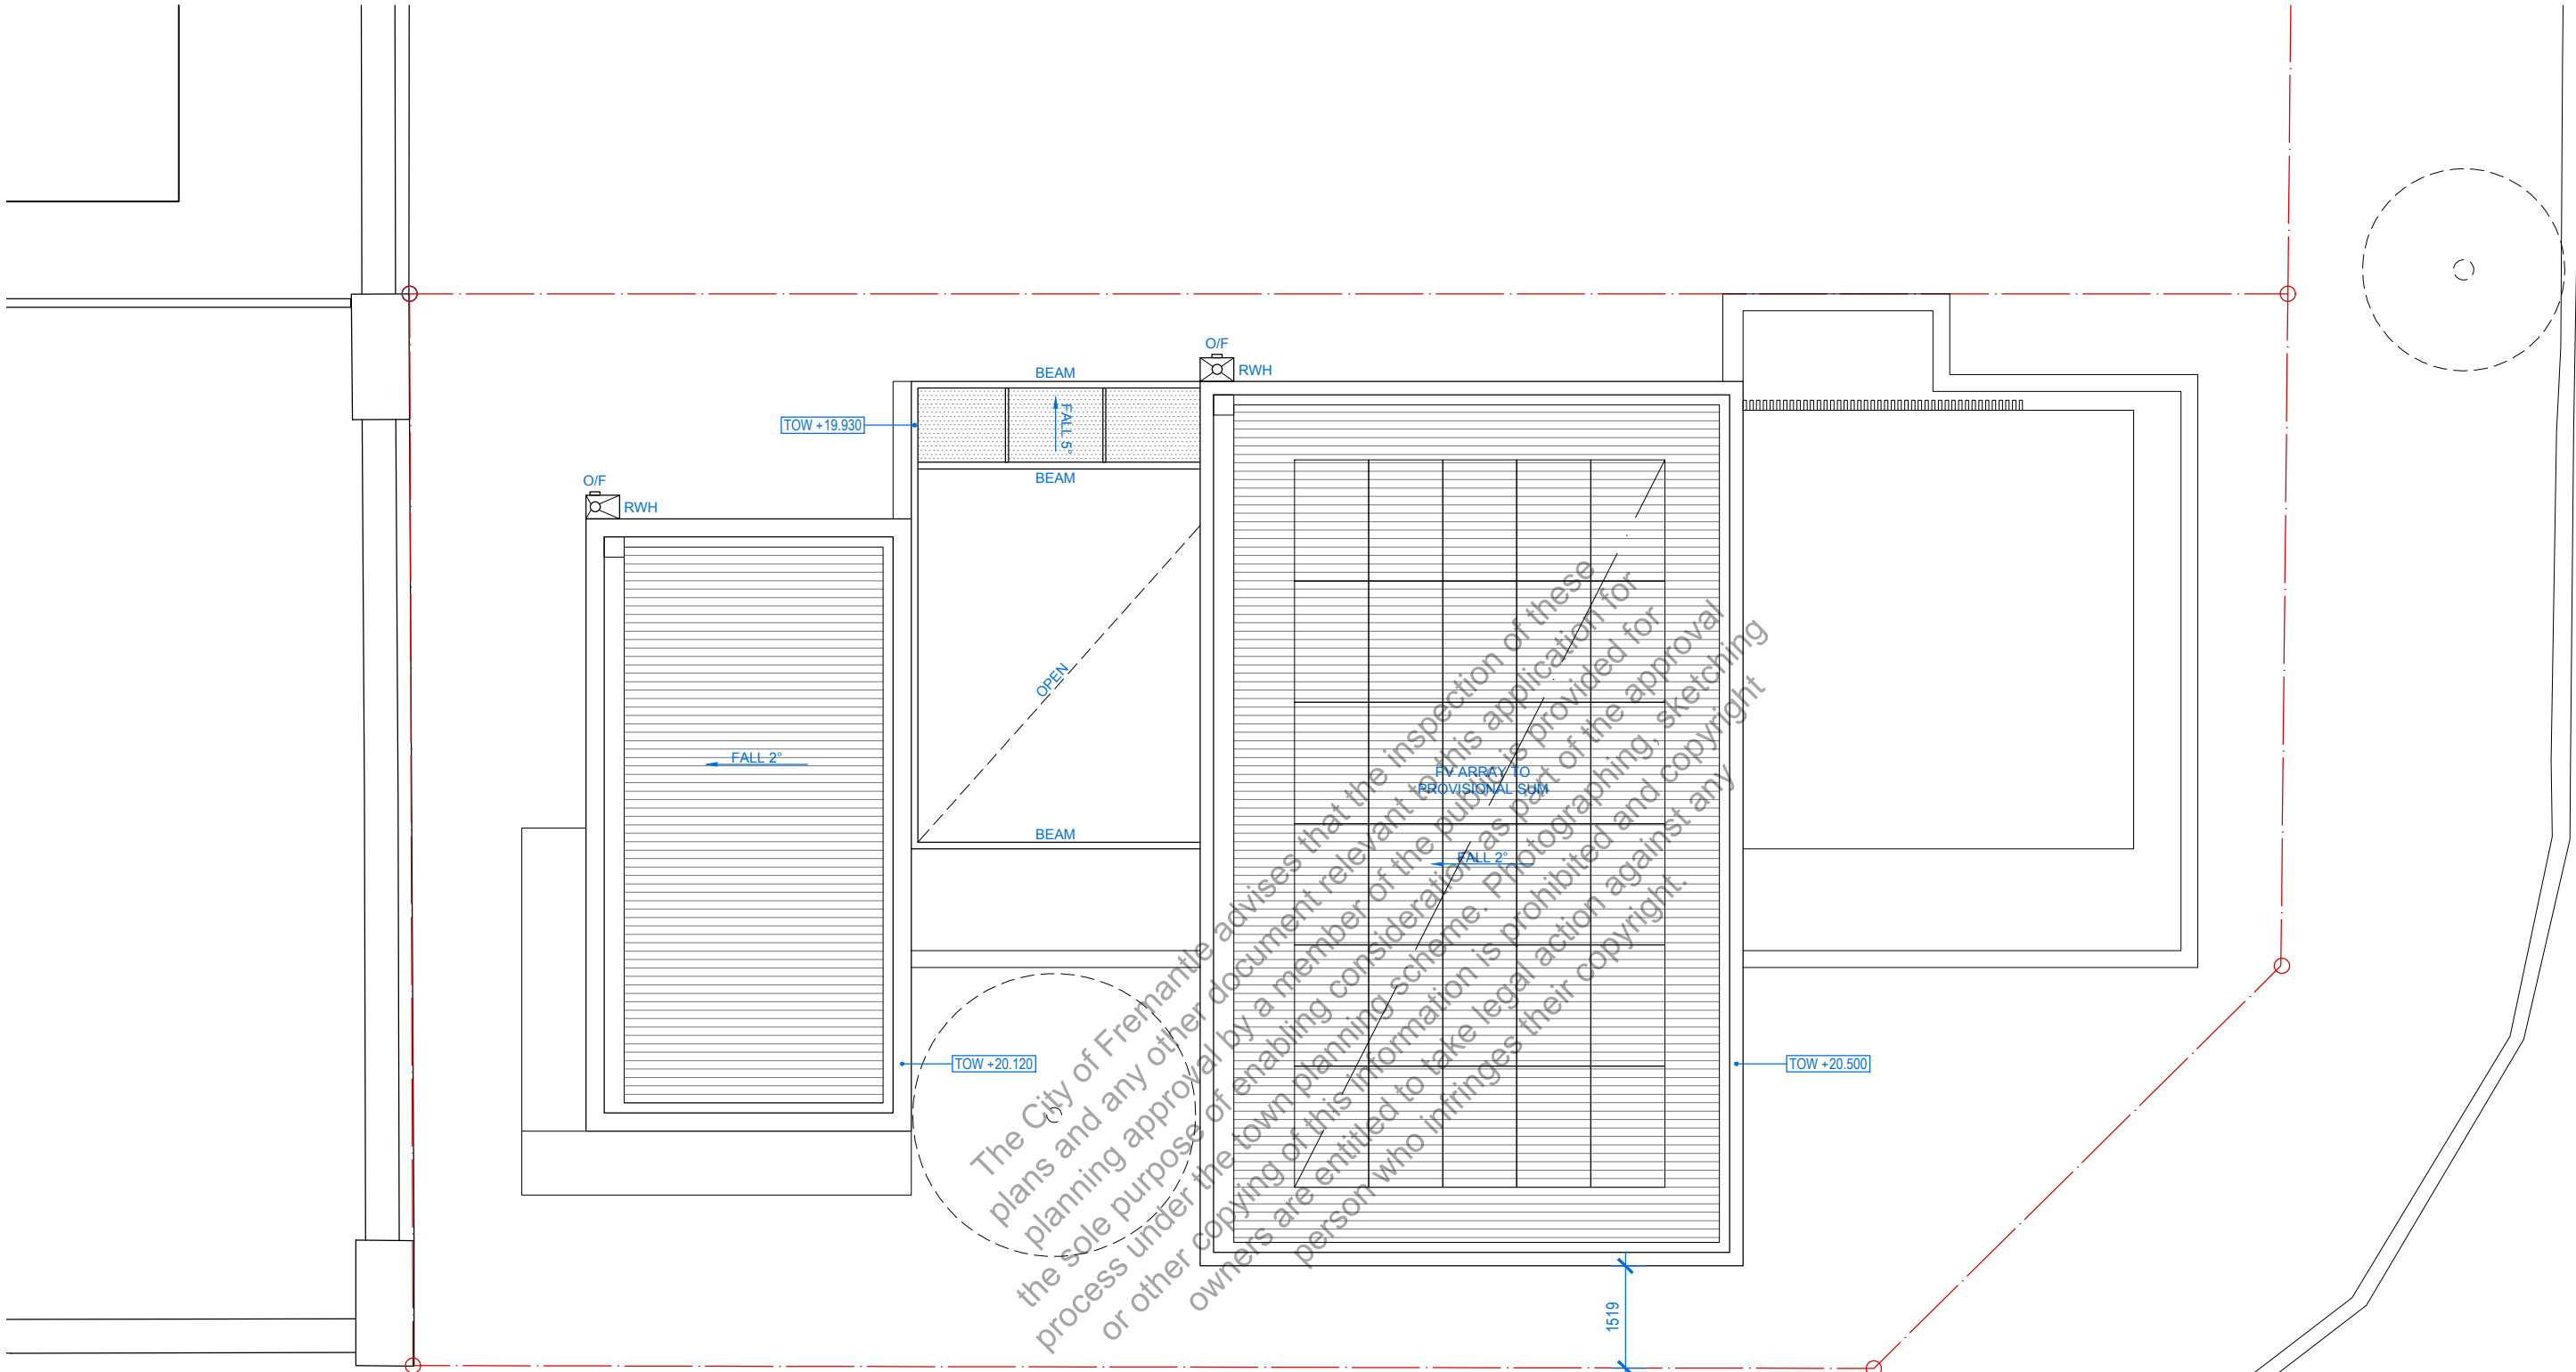 O/F
RWH
BEAM
FALL 5°
TOW +19.930
BEAM
O/F
RWH
OPEN
FALL 2°
PV ARRAY TO
PROVISIONAL SUM
BEAM
FALL 2°
TOW +20.120
TOW +20.500
1519
The City of Fremantle advises that the inspection of these
plans and any other document relevant to this application for
planning approval by a member of the public is provided for
the sole purpose of enabling consideration as part of the approval
process under the town planning scheme. Photographing, sketching
or other copying of this information is prohibited and copyright
owners are entitled to take legal action against any
person who infringes their copyright.